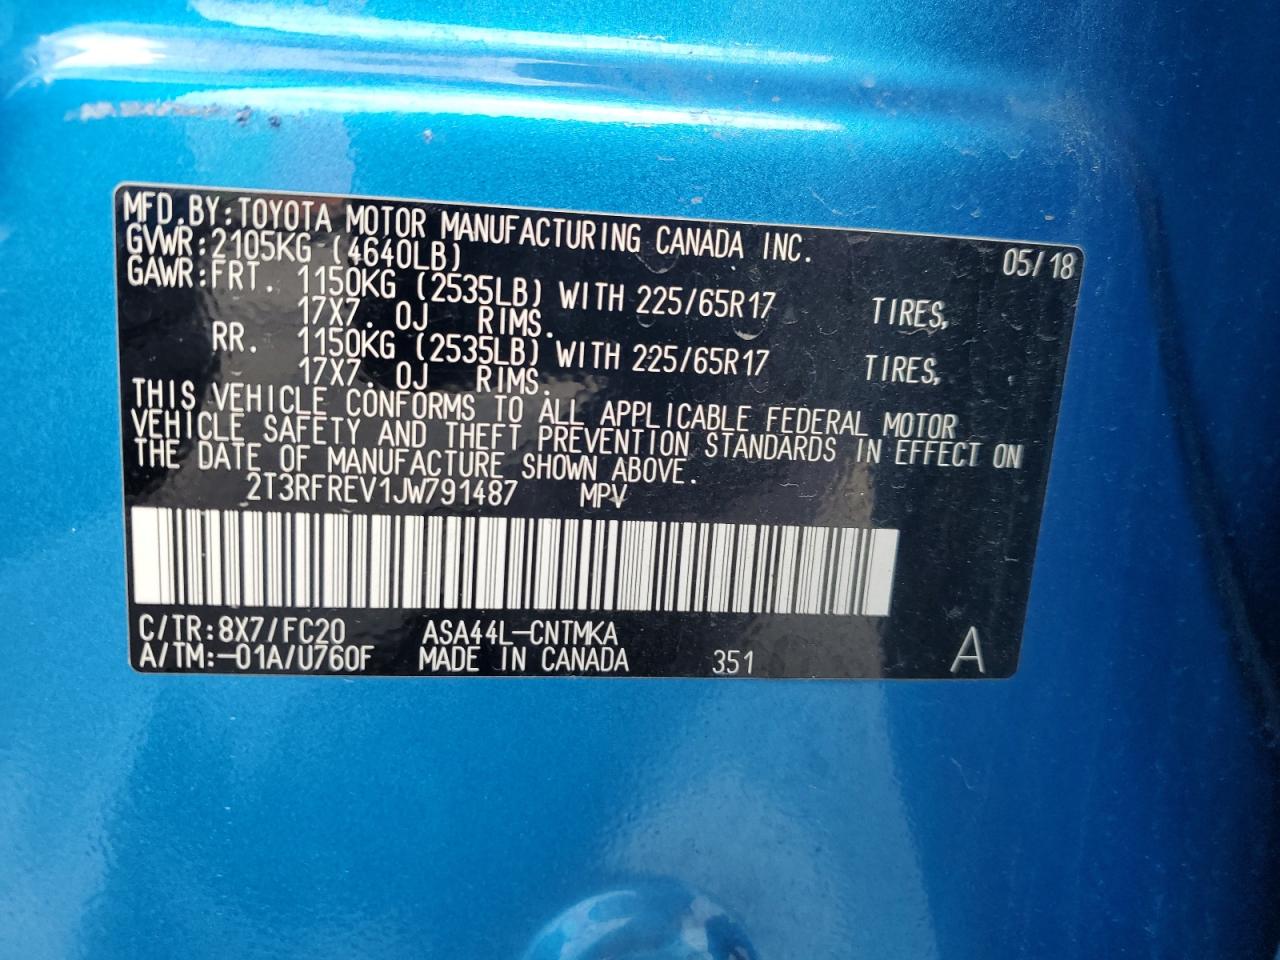 MFD.BY:TOYOTA MOTOR MANUFACTURING CANADA INC. 05/18
GVWR:2105KG (4640LB)
GAWR:FRT. 1150KG (2535LB) WITH 225/65R17 TIRES,
17X7.0J RIMS.
RR. 1150KG (2535LB) WITH 225/65R17 TIRES,
17X7.0J RIMS.
THIS VEHICLE CONFORMS TO ALL APPLICABLE FEDERAL MOTOR
VEHICLE SAFETY AND THEFT PREVENTION STANDARDS IN EFFECT ON
THE DATE OF MANUFACTURE SHOWN ABOVE.
2T3RFREV1JW791487 MPV
C/TR:8X7/FC20 ASA44L-CNTMKA
A/TM:-01A/U760F MADE IN CANADA 351 A